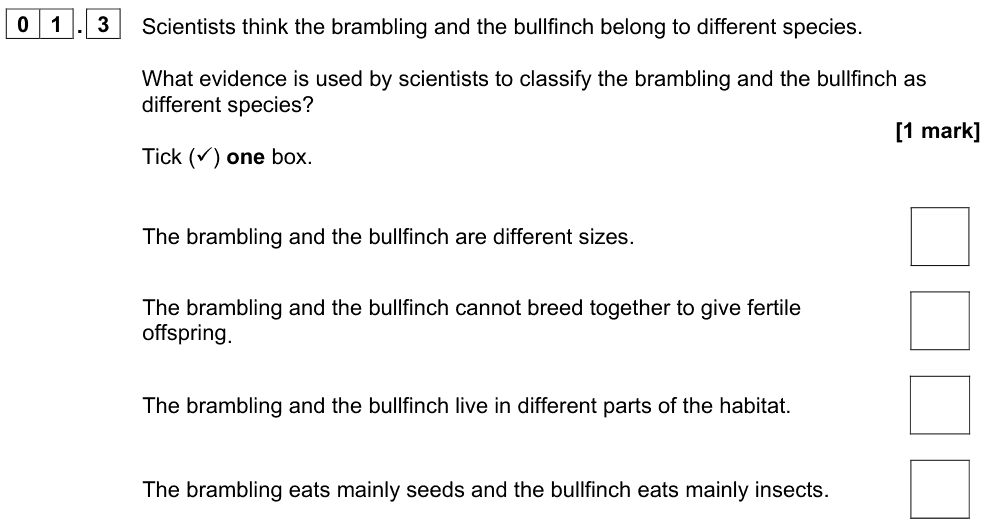 01.3 Scientists think the brambling and the bullfinch belong to different species.
What evidence is used by scientists to classify the brambling and the bullfinch as
different species?
[1 mark]
Tick (✓) one box.
The brambling and the bullfinch are different sizes.
The brambling and the bullfinch cannot breed together to give fertile
offspring.
The brambling and the bullfinch live in different parts of the habitat.
The brambling eats mainly seeds and the bullfinch eats mainly insects.